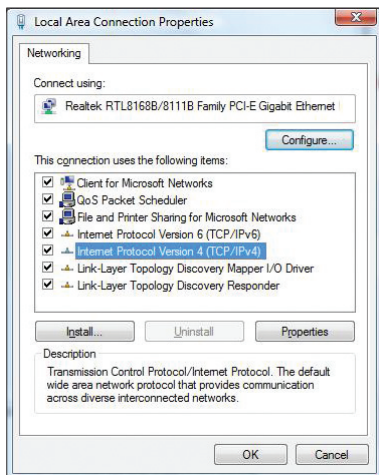 Local Area Connection Properties
Networking
Connect using:
Realtek RTL8168B/8111B Family PCI-E Gigabit Ethernet
Configure...
This connection uses the following items:
Client for Microsoft Networks
QoS Packet Scheduler
File and Printer Sharing for Microsoft Networks
Internet Protocol Version 6 (TCP/IPv6)
Internet Protocol Version 4 (TCP/IPv4)
Link-Layer Topology Discovery Mapper I/O Driver
Link-Layer Topology Discovery Responder
Install... Uninstall Properties
Description
Transmission Control Protocol/Internet Protocol. The default
wide area network protocol that provides communication
across diverse interconnected networks.
OK Cancel